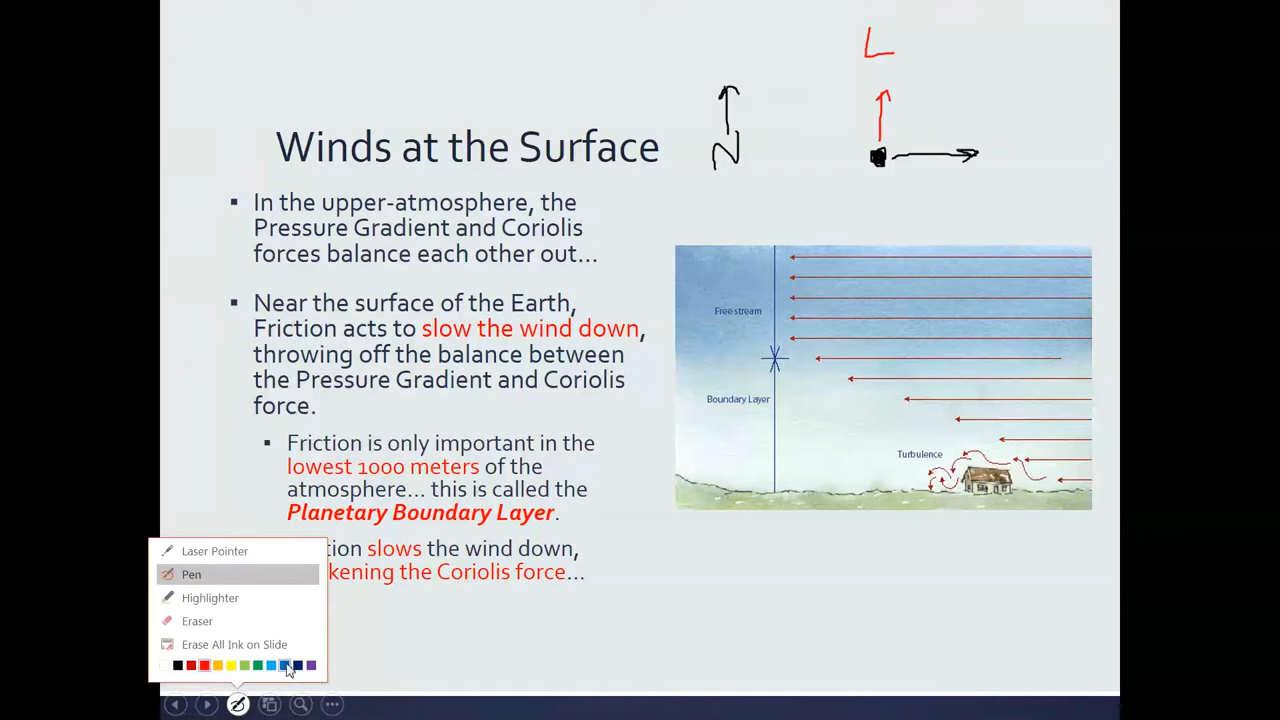 L
N
Winds at the Surface
In the upper-atmosphere, the
Pressure Gradient and Coriolis
forces balance each other out...
Near the surface of the Earth,
Friction acts to slow the wind down,
throwing off the balance between
the Pressure Gradient and Coriolis
force.
Friction is only important in the
lowest 1000 meters of the
atmosphere... this is called the
Planetary Boundary Layer.
tion slows the wind down,
kening the Coriolis force...
Free stream
Boundary Layer
Turbulence
Laser Pointer
Pen
Highlighter
Eraser
Erase All Ink on Slide